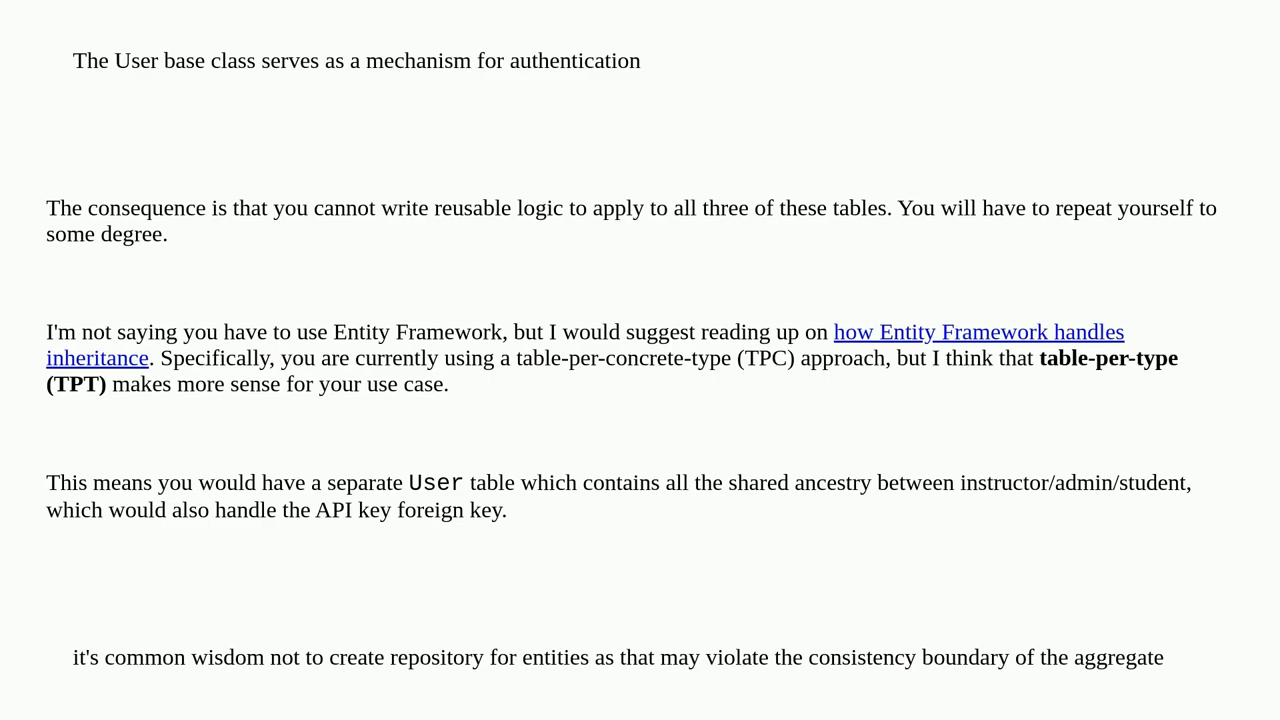 The User base class serves as a mechanism for authentication
The consequence is that you cannot write reusable logic to apply to all three of these tables. You will have to repeat yourself to
some degree.
I'm not saying you have to use Entity Framework, but I would suggest reading up on how Entity Framework handles
inheritance. Specifically, you are currently using a table-per-concrete-type (TPC) approach, but I think that table-per-type
(TPT) makes more sense for your use case.
This means you would have a separate User table which contains all the shared ancestry between instructor/admin/student,
which would also handle the API key foreign key.
it's common wisdom not to create repository for entities as that may violate the consistency boundary of the aggregate